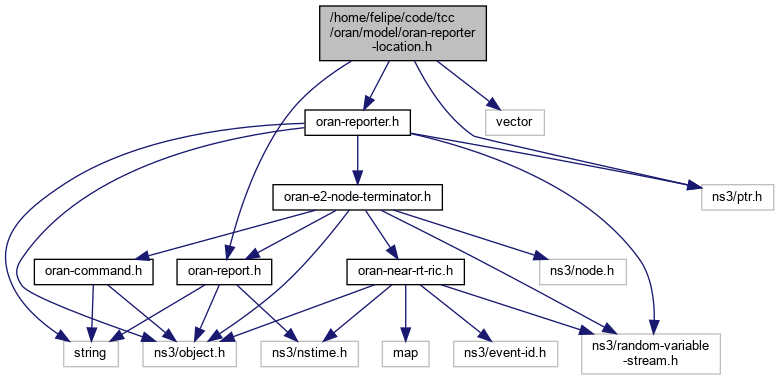 /home/felipe/code/tcc
/oran/model/oran-reporter
-location.h
oran-reporter.h
vector
oran-e2-node-terminator.h
ns3/ptr.h
oran-command.h
oran-report.h
oran-near-rt-ric.h
ns3/node.h
string
ns3/object.h
ns3/nstime.h
map
ns3/event-id.h
ns3/random-variable
-stream.h